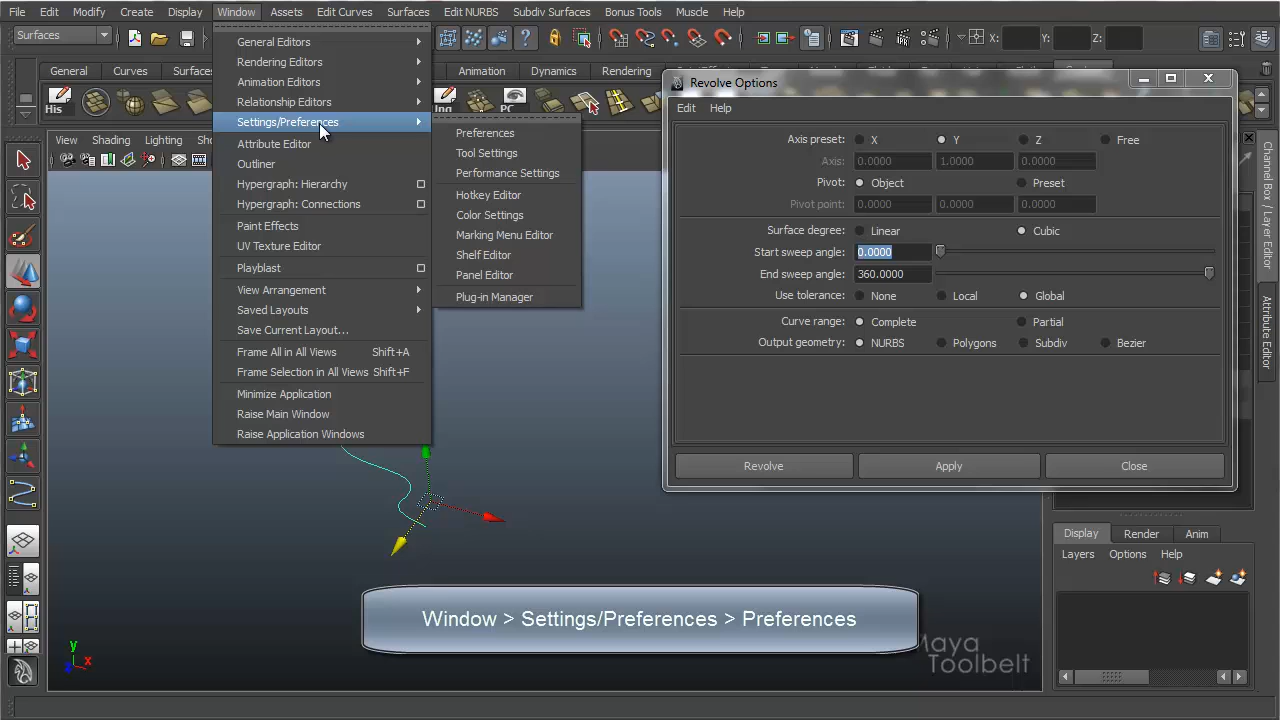 File Edit Modify Create Display Window Assets Edit Curves Surfaces Edit NURBS Subdiv Surfaces Bonus Tools Muscle Help
Surfaces
X: Y: Z:
General Curves Surfaces Animation Dynamics Rendering
His
Ing
PC
View Shading Lighting
General Editors
Rendering Editors
Animation Editors
Relationship Editors
Settings/Preferences
Attribute Editor
Outliner
Hypergraph: Hierarchy
Hypergraph: Connections
Paint Effects
UV Texture Editor
Playblast
View Arrangement
Saved Layouts
Save Current Layout...
Frame All in All Views Shift+A
Frame Selection in All Views Shift+F
Minimize Application
Raise Main Window
Raise Application Windows
Preferences
Tool Settings
Performance Settings
Hotkey Editor
Color Settings
Marking Menu Editor
Shelf Editor
Panel Editor
Plug-in Manager
Revolve Options
Edit Help
Axis preset: X Y Z Free
Axis: 0.0000 1.0000 0.0000
Pivot: Object Preset
Pivot point: 0.0000 0.0000 0.0000
Surface degree: Linear Cubic
Start sweep angle: 0.0000
End sweep angle: 360.0000
Use tolerance: None Local Global
Curve range: Complete Partial
Output geometry: NURBS Polygons Subdiv Bezier
Revolve Apply Close
Channel Box / Layer Editor
Attribute Editor
Display Render Anim
Layers Options Help
Window > Settings/Preferences > Preferences
Maya
Toolbelt
y
x